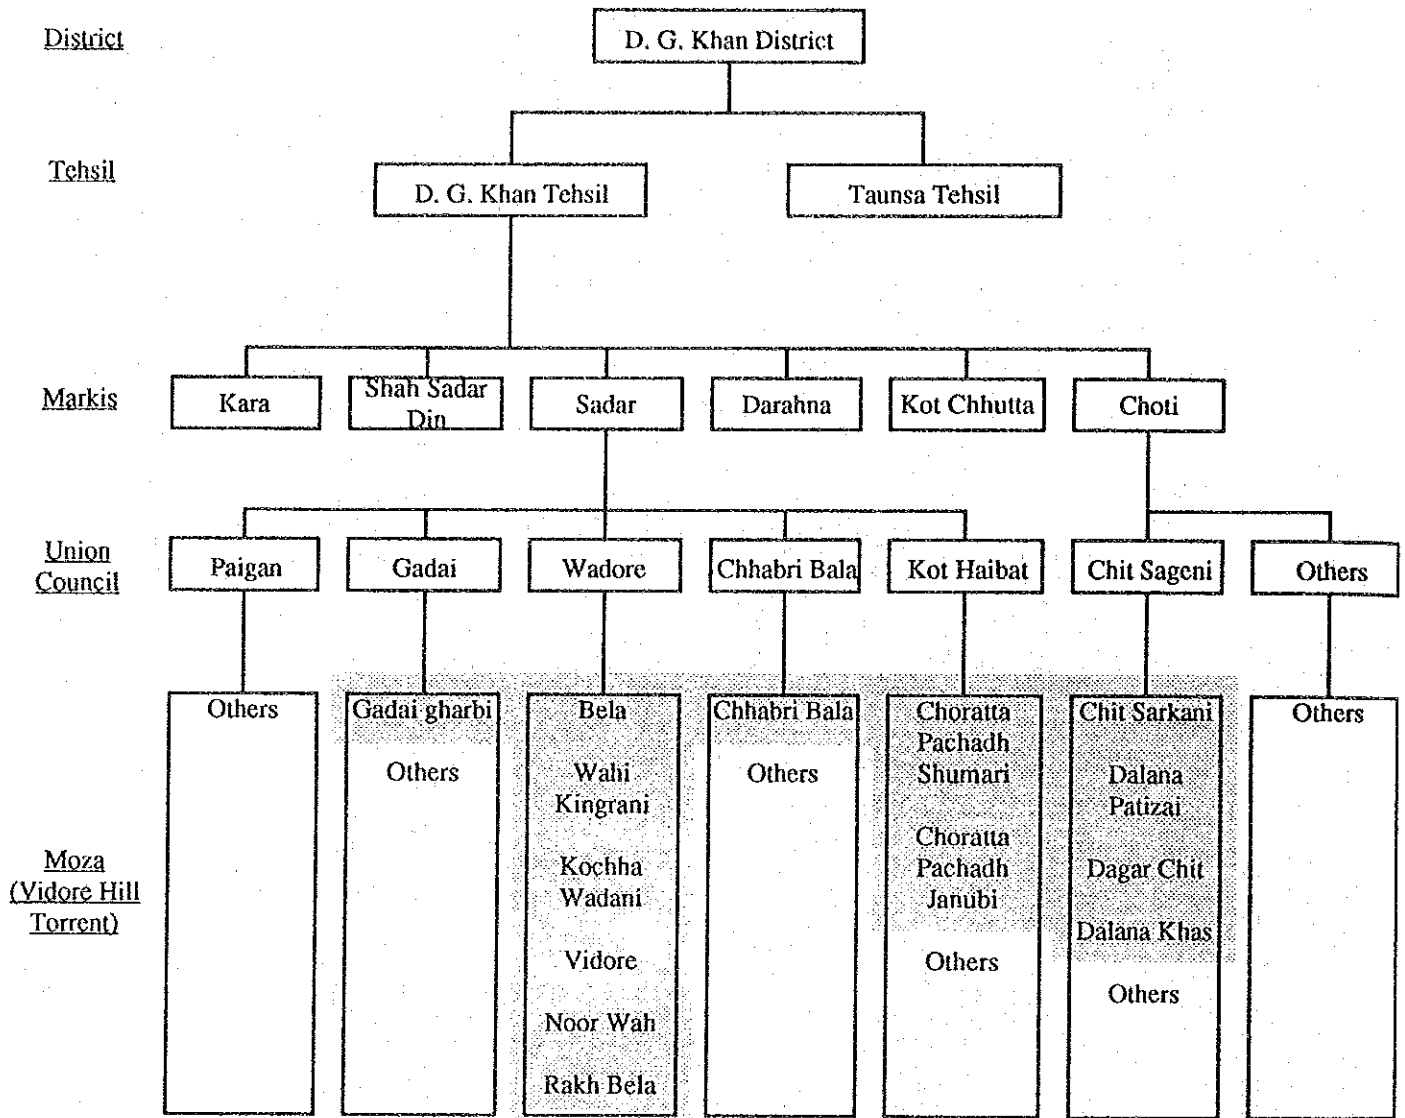 District
D. G. Khan District
Tehsil
D. G. Khan Tehsil
Taunsa Tehsil
Markis
Kara
Shah Sadar
Din
Sadar
Darahna
Kot Chhutta
Choti
Union
Council
Paigan
Gadai
Wadore
Chhabri Bala
Kot Haibat
Chit Sageni
Others
Moza
(Vidore Hill
Torrent)
Others
Gadai gharbi
Others
Bela
Wahi
Kingrani
Kochha
Wadani
Vidore
Noor Wah
Rakh Bela
Chhabri Bala
Others
Choratta
Pachadh
Shumari
Choratta
Pachadh
Janubi
Others
Chit Sarkani
Dalana
Patizai
Dagar Chit
Dalana Khas
Others
Others